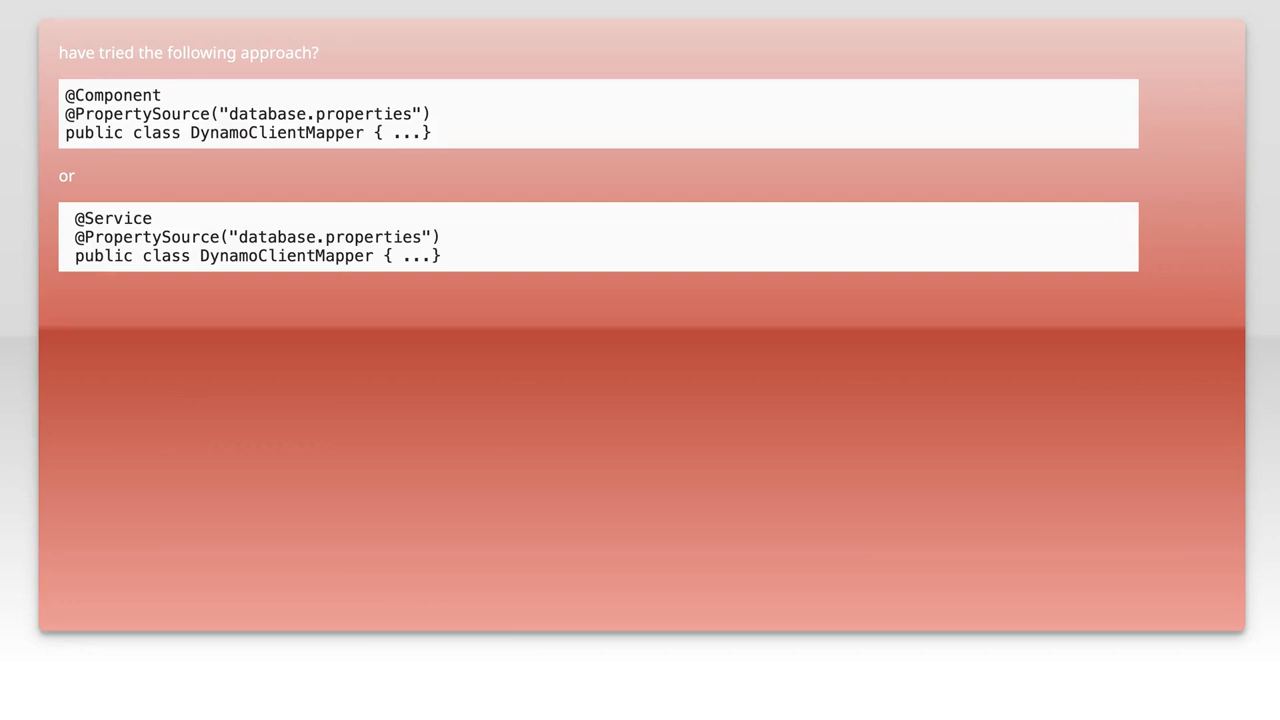 have tried the following approach?
@Component
@PropertySource("database.properties")
public class DynamoClientMapper { ...}
or
@Service
@PropertySource("database.properties")
public class DynamoClientMapper { ...}